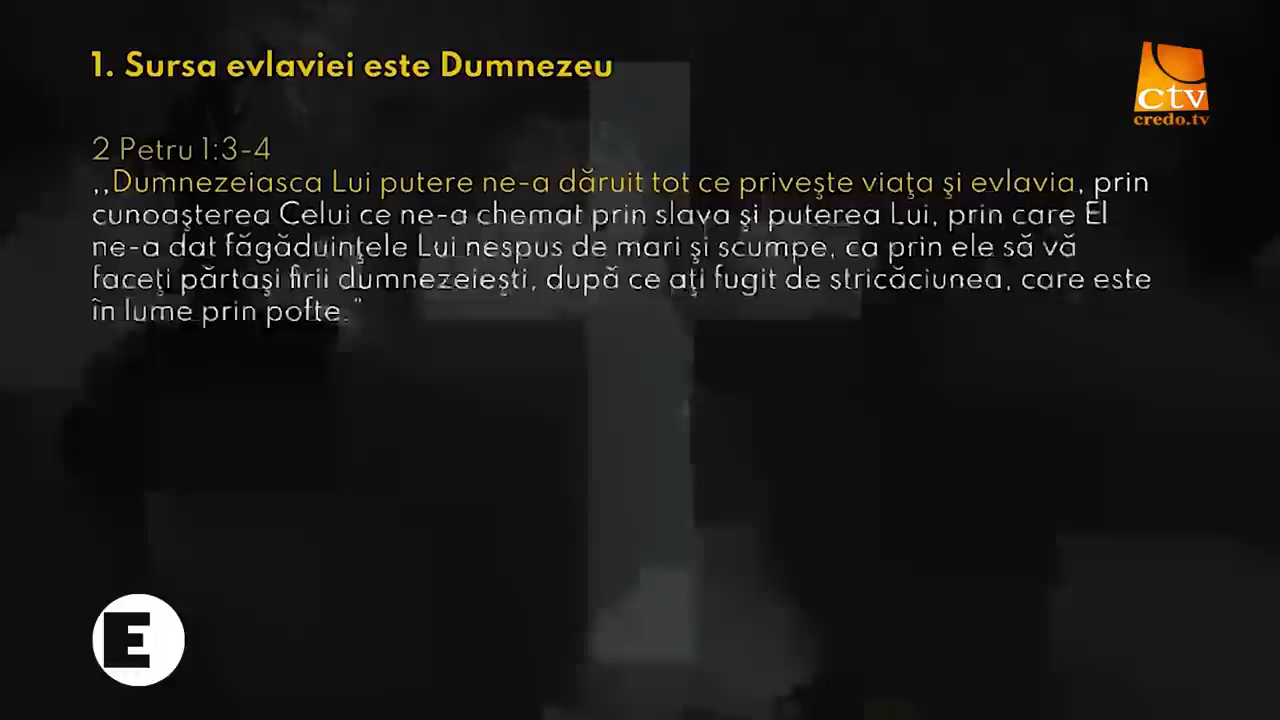 1. Sursa evlaviei este Dumnezeu
ctv
credo.tv
2 Petru 1:3-4
,,Dumnezeiasca Lui putere ne-a dăruit tot ce priveşte viaţa şi evlavia, prin
cunoaşterea Celui ce ne-a chemat prin slava şi puterea Lui, prin care El
ne-a dat făgăduinţele Lui nespus de mari şi scumpe, ca prin ele să vă
faceţi părtaşi firii dumnezeieşti, după ce aţi fugit de stricăciunea, care este
în lume prin pofte.”
E